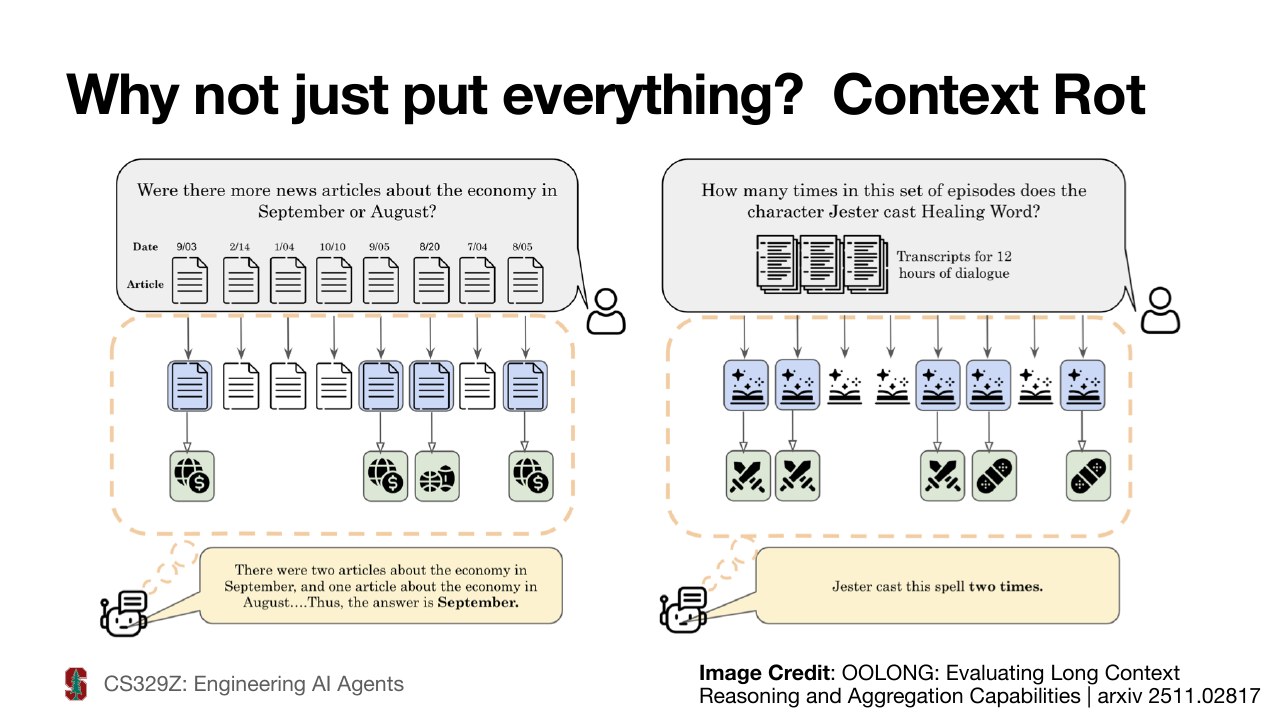 Why not just put everything?  Context Rot
Were there more news articles about the economy in
September or August?
Date 9/03 2/14 1/04 10/10 9/05 8/20 7/04 8/05
Article
There were two articles about the economy in
September, and one article about the economy in
August....Thus, the answer is September.
How many times in this set of episodes does the
character Jester cast Healing Word?
Transcripts for 12
hours of dialogue
Jester cast this spell two times.
S
CS329Z: Engineering AI Agents
Image Credit: OOLONG: Evaluating Long Context
Reasoning and Aggregation Capabilities | arxiv 2511.02817